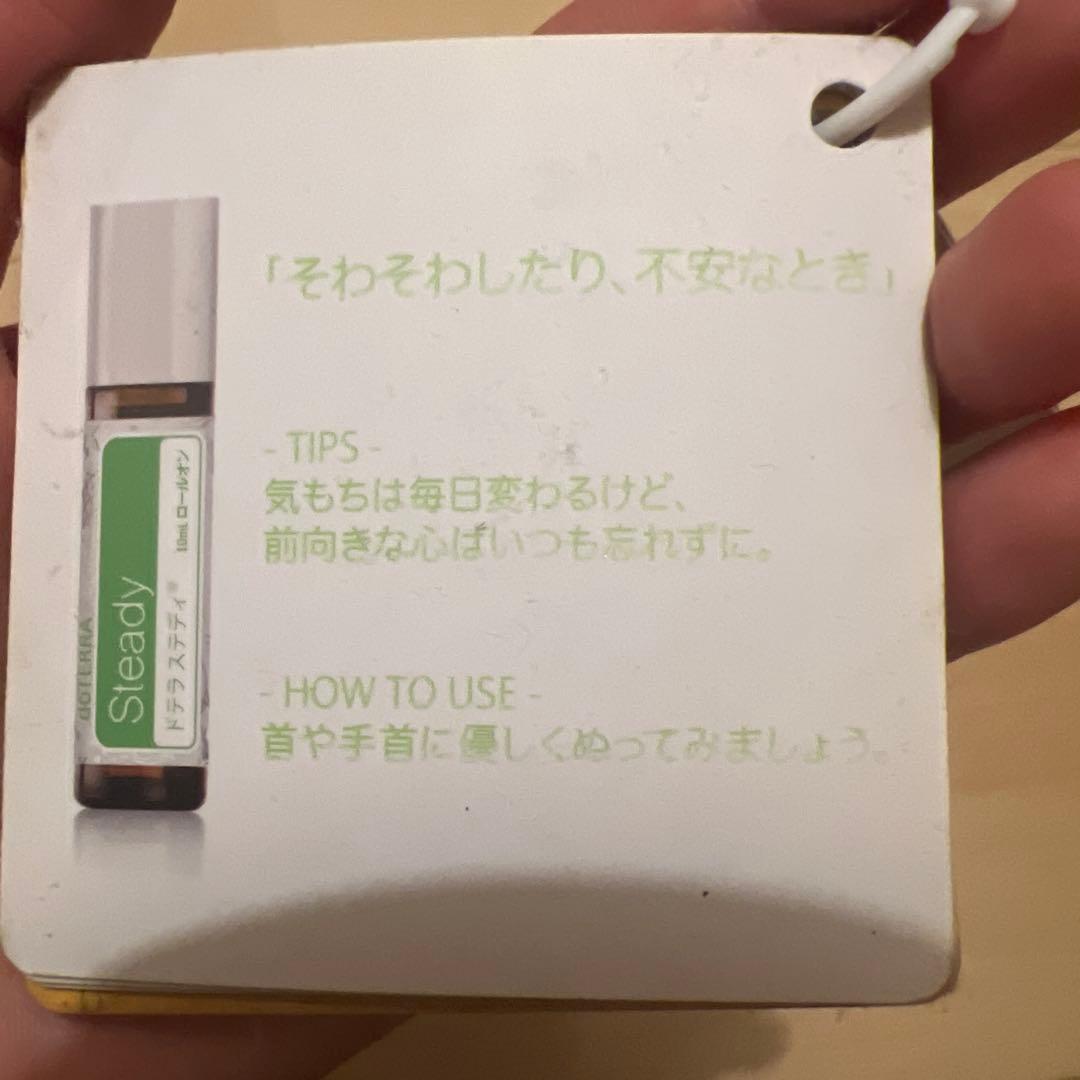 「そわそわしたり、不安なとき」
- TIPS -
気もちは毎日変わるけど、
前向きな心はいつも忘れずに。
- HOW TO USE -
首や手首に優しくぬってみましょう。
dōTERRA
Steady
ドテラ ステディ®
10mL ロールオン